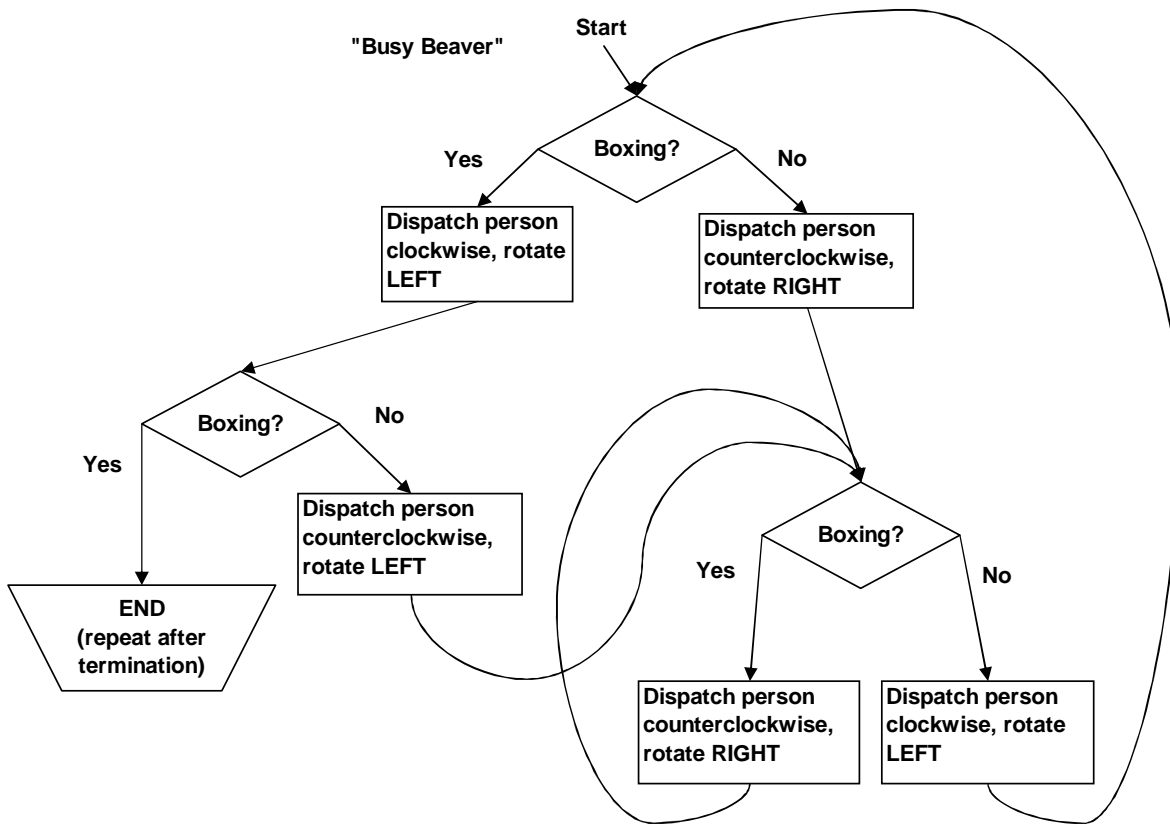 "Busy Beaver"
Start
Boxing?
Yes
No
Dispatch person
clockwise, rotate
LEFT
Dispatch person
counterclockwise,
rotate RIGHT
Boxing?
Yes
No
Dispatch person
counterclockwise,
rotate LEFT
END
(repeat after
termination)
Boxing?
Yes
No
Dispatch person
counterclockwise,
rotate RIGHT
Dispatch person
clockwise, rotate
LEFT